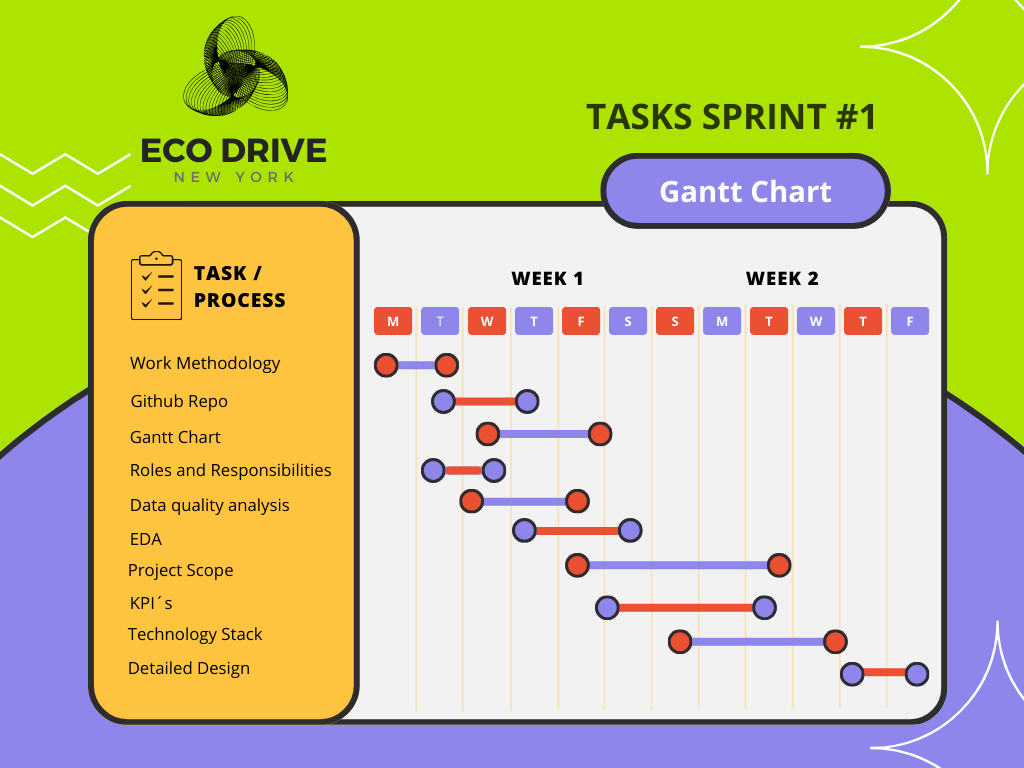 ECO DRIVE
NEW YORK
TASKS SPRINT #1
Gantt Chart
TASK /
PROCESS
WEEK 1 WEEK 2
M T W T F S S M T W T F
Work Methodology
Github Repo
Gantt Chart
Roles and Responsibilities
Data quality analysis
EDA
Project Scope
KPI´s
Technology Stack
Detailed Design